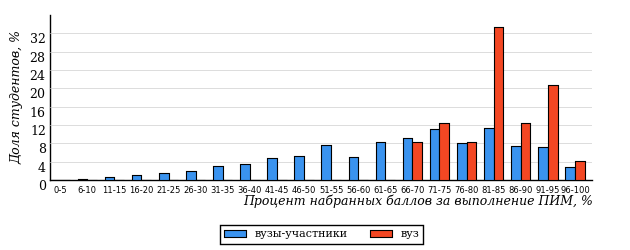 Доля студентов, %
32
28
24
20
16
12
8
4
0
0-5 6-10 11-15 16-20 21-25 26-30 31-35 36-40 41-45 46-50 51-55 56-60 61-65 66-70 71-75 76-80 81-85 86-90 91-95 96-100
Процент набранных баллов за выполнение ПИМ, %
вузы-участники вуз